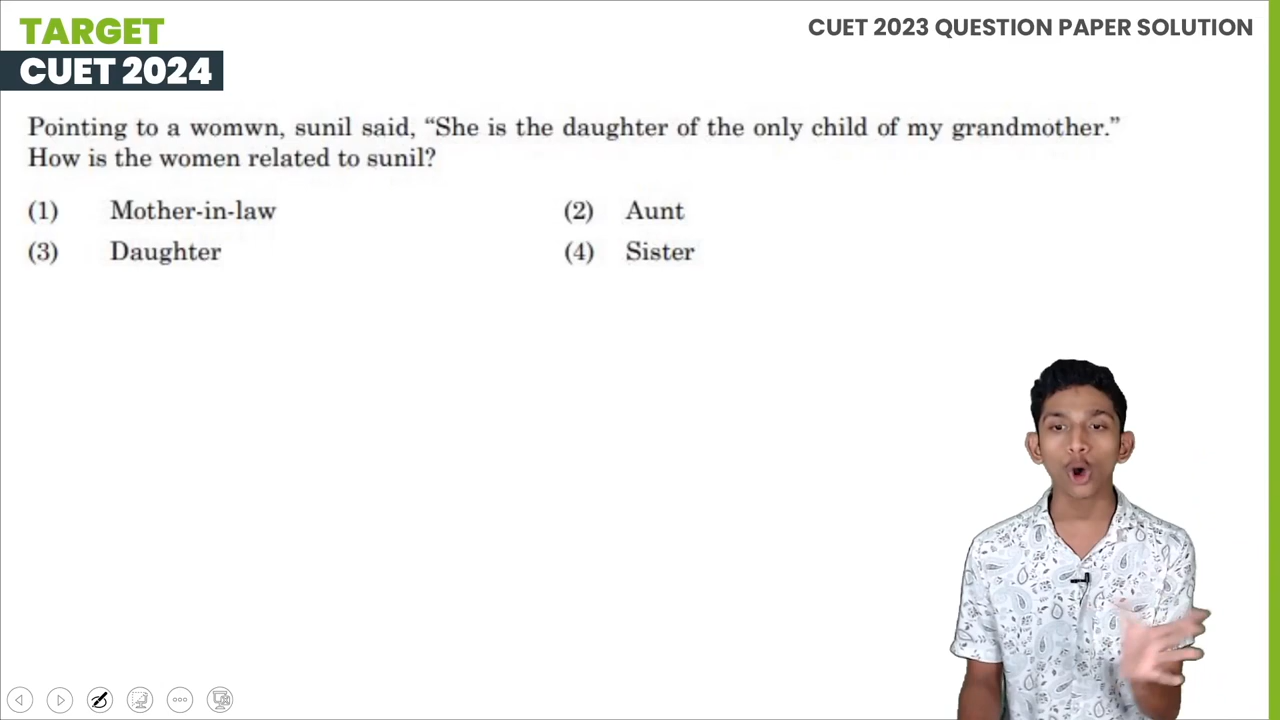 TARGET
CUET 2024
CUET 2023 QUESTION PAPER SOLUTION
Pointing to a womwn, sunil said, “She is the daughter of the only child of my grandmother.”
How is the women related to sunil?
(1) Mother-in-law (2) Aunt
(3) Daughter (4) Sister